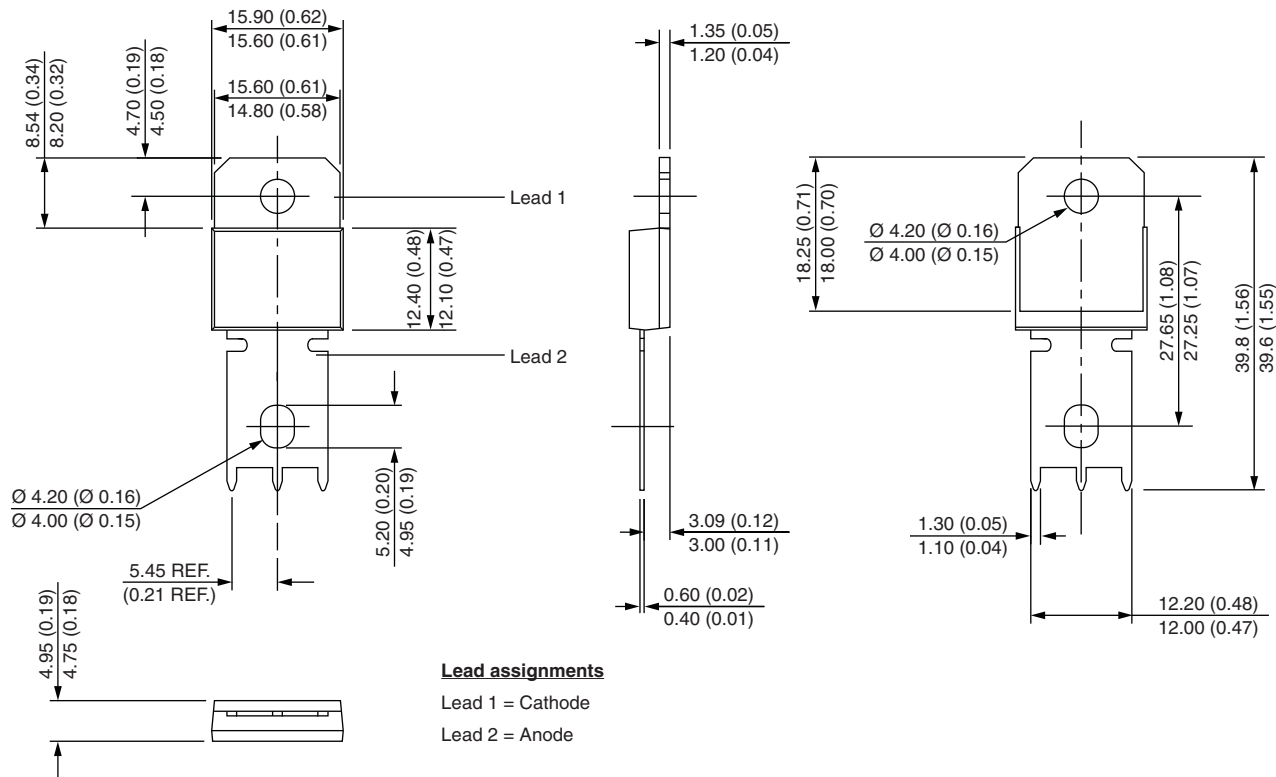 15.90 (0.62)
15.60 (0.61)
15.60 (0.61)
14.80 (0.58)
8.54 (0.34)
8.20 (0.32)
4.70 (0.19)
4.50 (0.18)
Lead 1
12.40 (0.48)
12.10 (0.47)
Lead 2
Ø 4.20 (Ø 0.16)
Ø 4.00 (Ø 0.15)
5.20 (0.20)
4.95 (0.19)
5.45 REF.
(0.21 REF.)
4.95 (0.19)
4.75 (0.18)
1.35 (0.05)
1.20 (0.04)
3.09 (0.12)
3.00 (0.11)
0.60 (0.02)
0.40 (0.01)
18.25 (0.71)
18.00 (0.70)
Ø 4.20 (Ø 0.16)
Ø 4.00 (Ø 0.15)
27.65 (1.08)
27.25 (1.07)
39.8 (1.56)
39.6 (1.55)
1.30 (0.05)
1.10 (0.04)
12.20 (0.48)
12.00 (0.47)
Lead assignments
Lead 1 = Cathode
Lead 2 = Anode